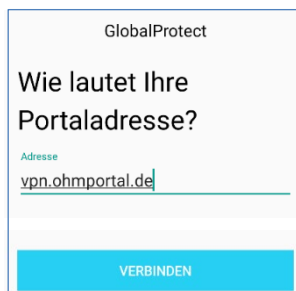 GlobalProtect
Wie lautet Ihre
Portaladresse?
Adresse
vpn.ohmportal.de
VERBINDEN